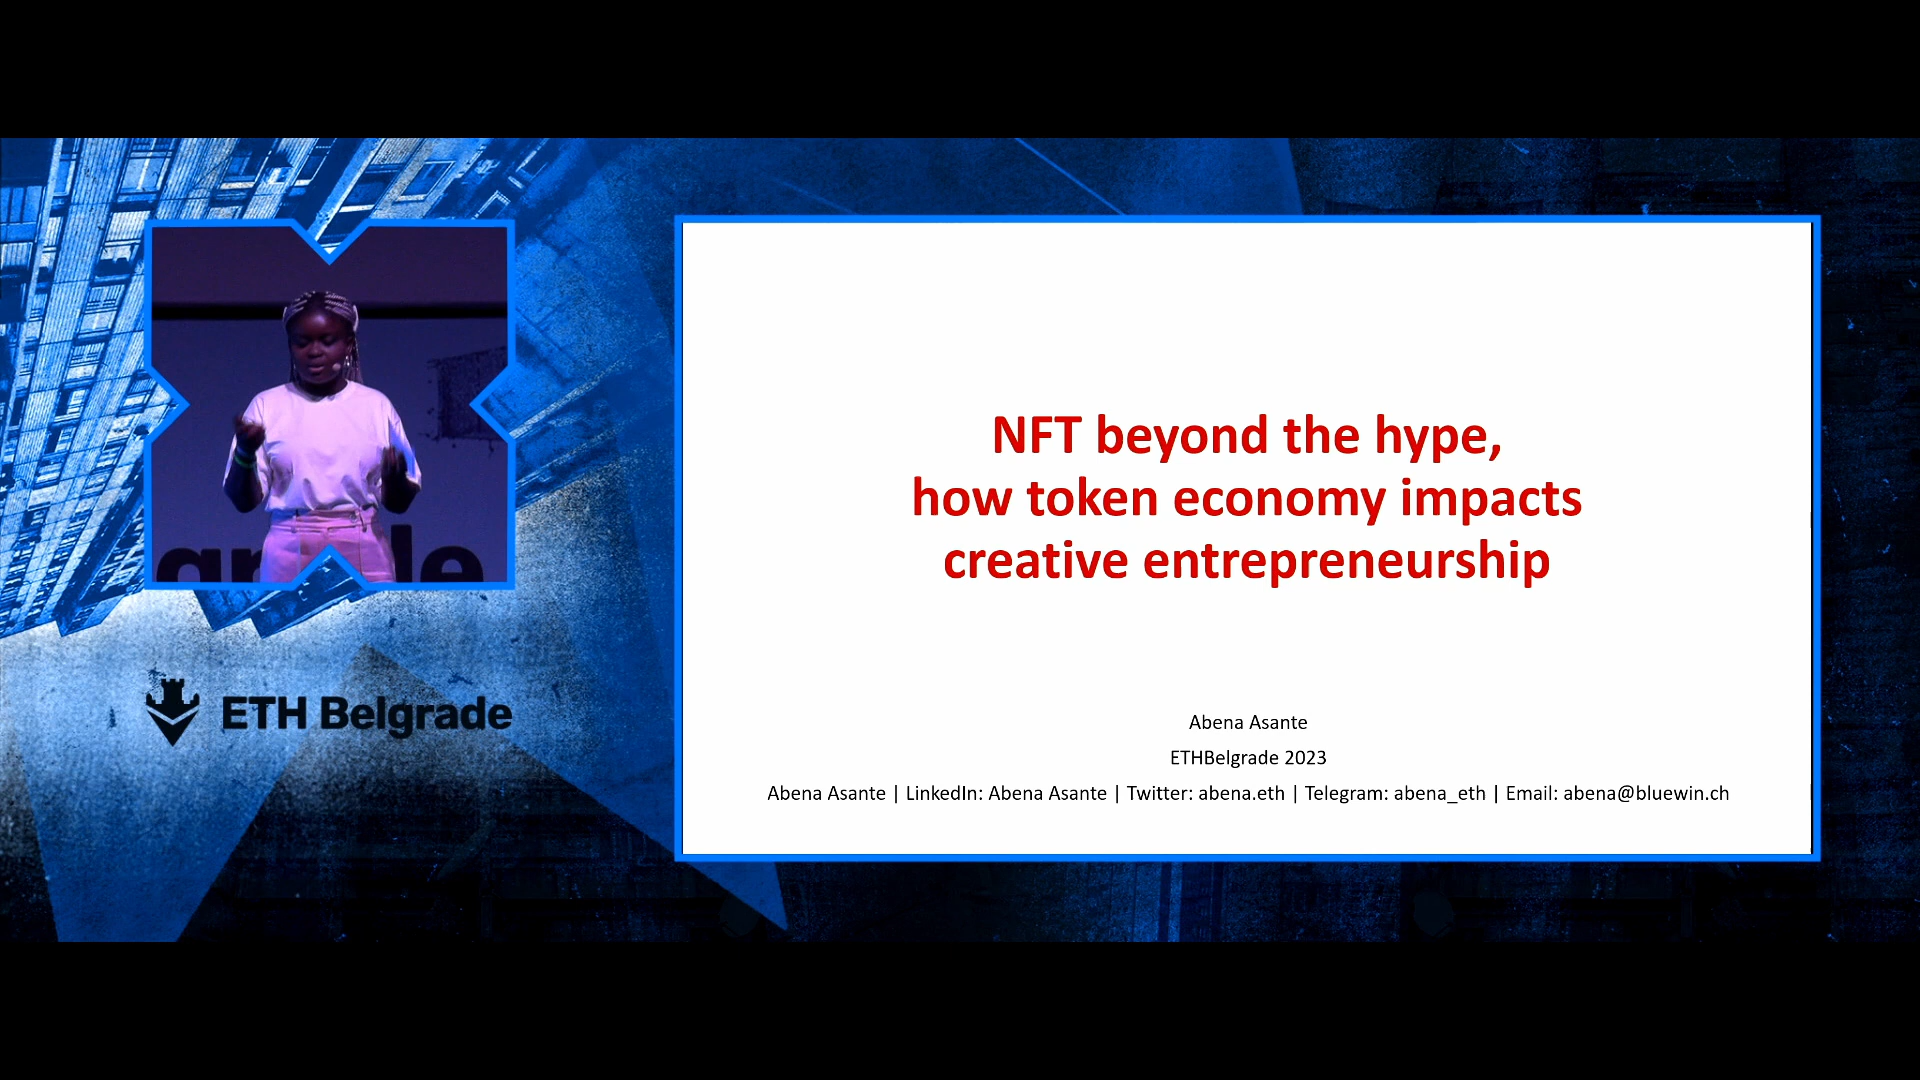 NFT beyond the hype,
how token economy impacts
creative entrepreneurship
Abena Asante
ETHBelgrade 2023
Abena Asante | LinkedIn: Abena Asante | Twitter: abena.eth | Telegram: abena_eth | Email: abena@bluewin.ch
ETH Belgrade